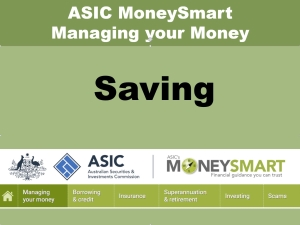 ASIC MoneySmart
Managing your Money
Saving
ASIC
Australian Securities &
Investments Commission
ASIC's
MONEYSMART
Financial guidance you can trust
Managing
your money
Borrowing
& credit
Insurance
Superannuation
& retirement
Investing
Scams